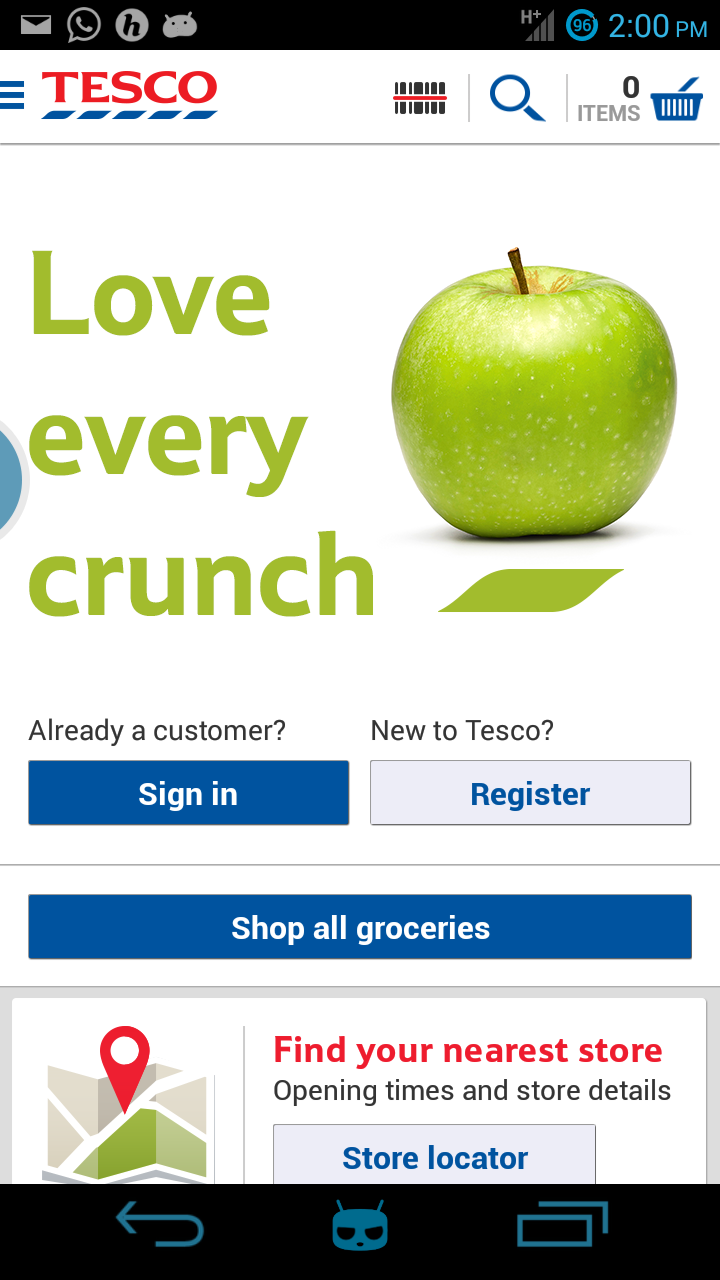 H+ 96 2:00 PM
TESCO
0
ITEMS
Love
every
crunch
Already a customer?
New to Tesco?
Sign in
Register
Shop all groceries
Find your nearest store
Opening times and store details
Store locator